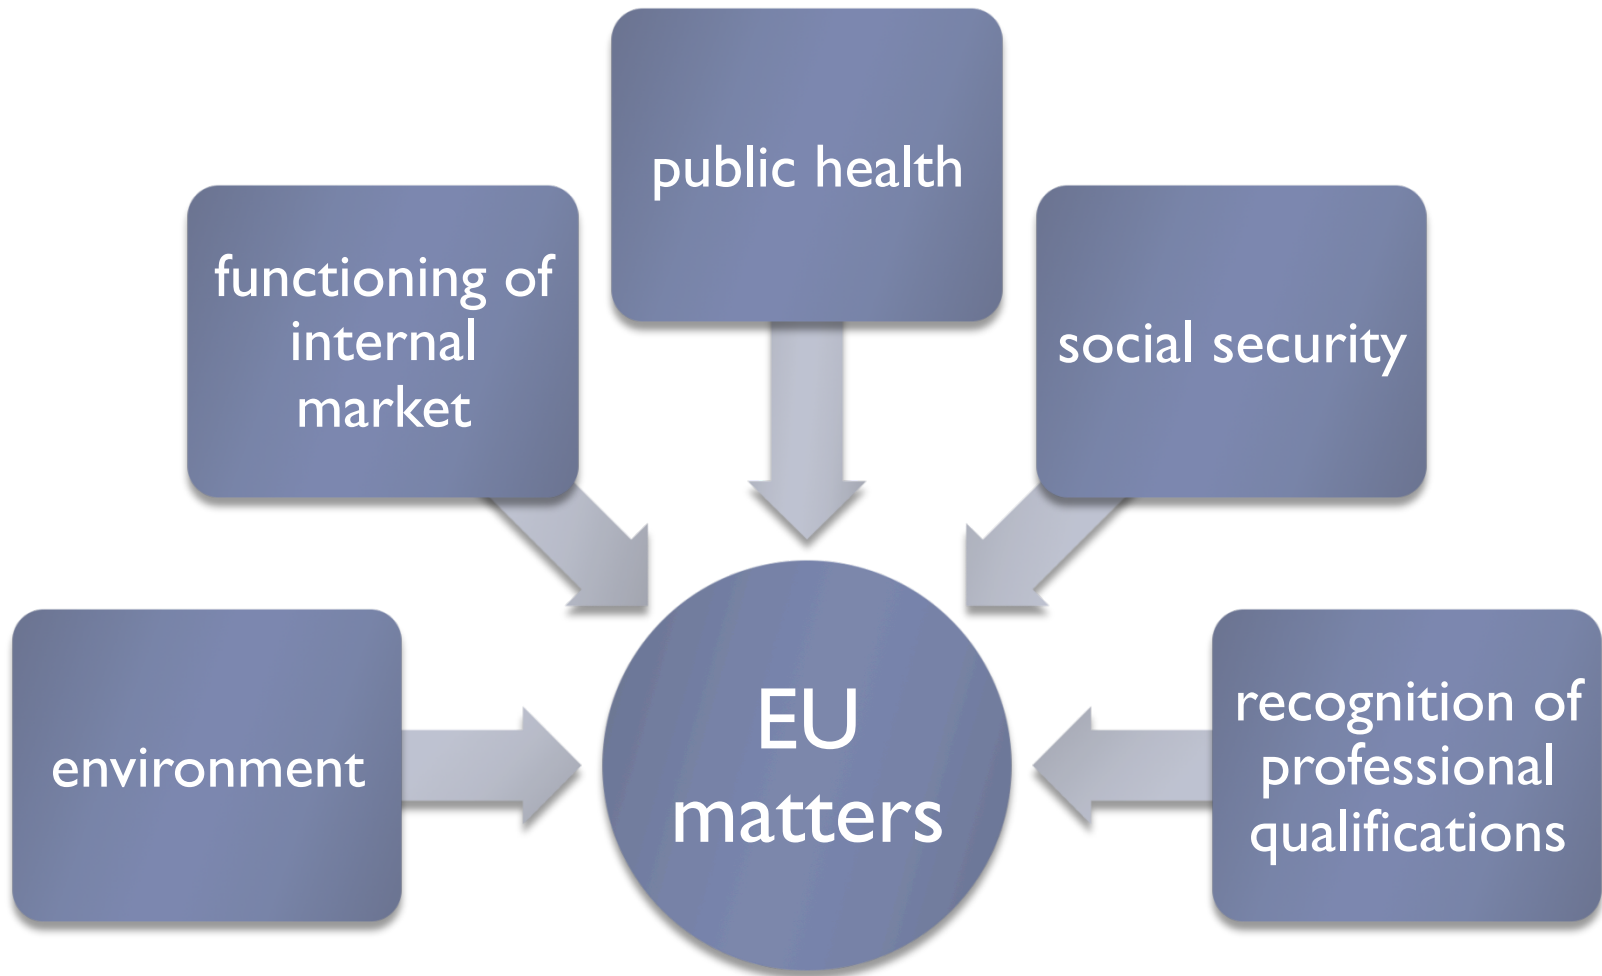 public health
functioning of
internal
market
social security
environment
EU
matters
recognition of
professional
qualifications